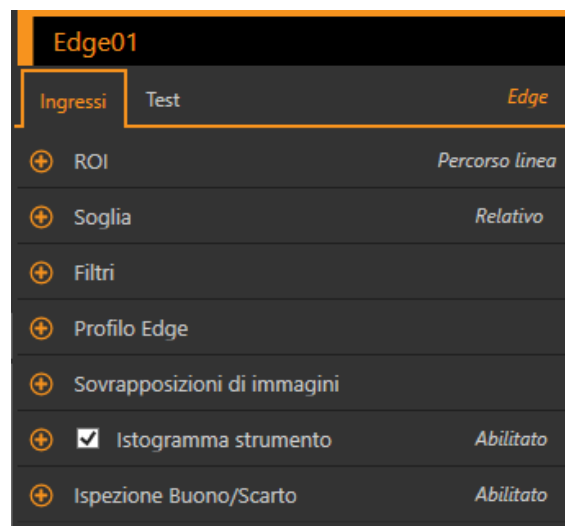 Edge01
Ingressi Test Edge
ROI Percorso linea
Soglia Relativo
Filtri
Profilo Edge
Sovrapposizioni di immagini
Istogramma strumento Abilitato
Ispezione Buono/Scarto Abilitato